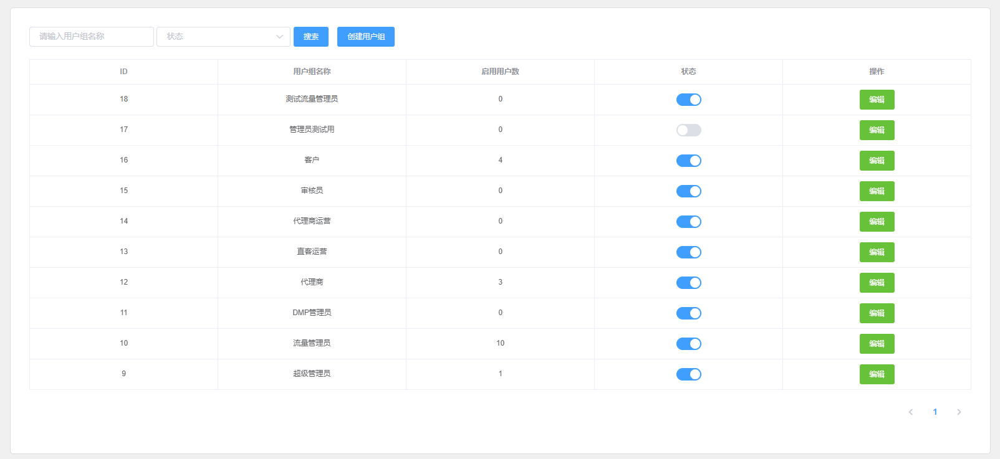 请输入用户组名称 状态 搜索 创建用户组
ID 用户组名称 启用用户数 状态 操作
18 测试流量管理员 0 编辑
17 管理员测试用 0 编辑
16 客户 4 编辑
15 审核员 0 编辑
14 代理商运营 0 编辑
13 直客运营 0 编辑
12 代理商 3 编辑
11 DMP管理员 0 编辑
10 流量管理员 10 编辑
9 超级管理员 1 编辑
1